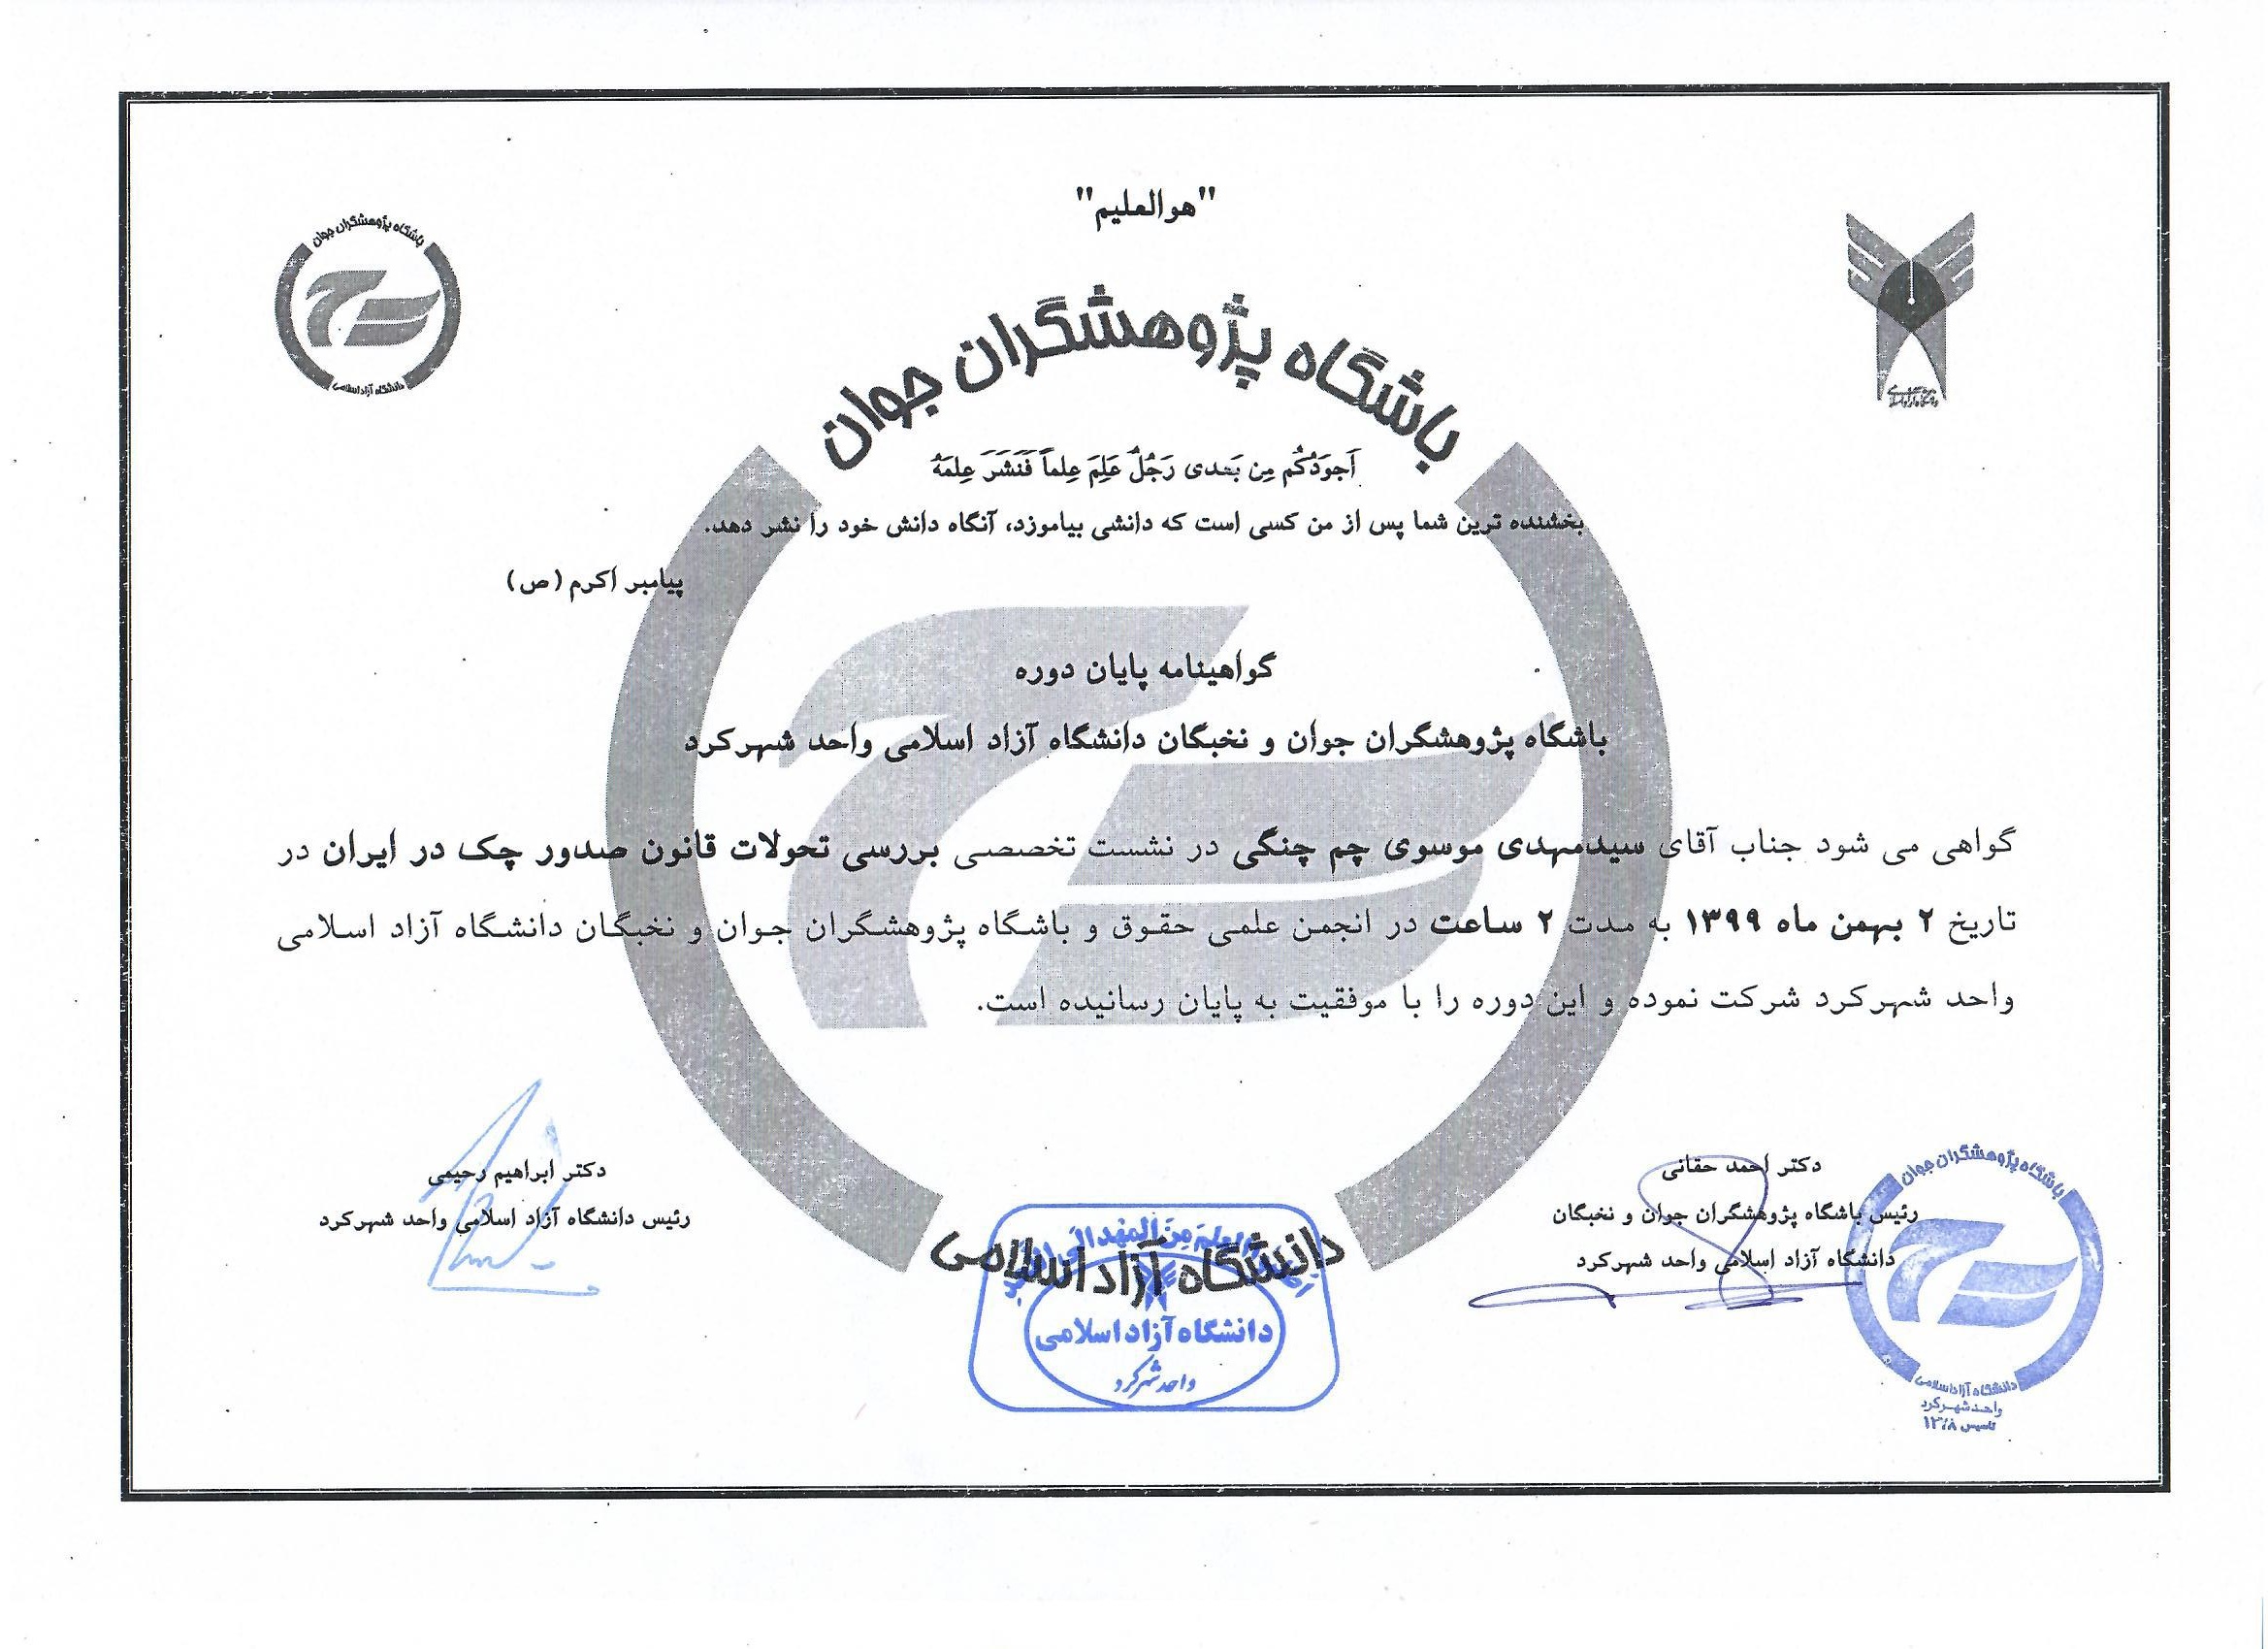 "هوالعلیم"
باشگاه پژوهشگران جوان
دانشگاه آزاد اسلامی
باشگاه پژوهشگران جوان
اَجوَدُکُم مِن بَعدی رَجُلٌ عَلِمَ عِلماً فَنَشَرَ عِلمَهُ
بخشنده ترین شما پس از من کسی است که دانشی بیاموزد، آنگاه دانش خود را نشر دهد.
پیامبر اکرم (ص)
گواهینامه پایان دوره
باشگاه پژوهشگران جوان و نخبگان دانشگاه آزاد اسلامی واحد شهرکرد
گواهی می شود جناب آقای سیدمهدی موسوی چم چنگی در نشست تخصصی بررسی تحولات قانون صدور چک در ایران در
تاریخ ۲ بهمن ماه ۱۳۹۹ به مدت ۲ ساعت در انجمن علمی حقوق و باشگاه پژوهشگران جوان و نخبگان دانشگاه آزاد اسلامی
واحد شهرکرد شرکت نموده و این دوره را با موفقیت به پایان رسانیده است.
دکتر احمد حقانی
رئیس باشگاه پژوهشگران جوان و نخبگان
دانشگاه آزاد اسلامی واحد شهرکرد
دکتر ابراهیم رحیمی
رئیس دانشگاه آزاد اسلامی واحد شهرکرد
دانشگاه آزاد اسلامی
دانشگاه آزاد اسلامی
واحد شهرکرد
باشگاه پژوهشگران جوان
دانشگاه آزاد اسلامی
واحد شهرکرد
تاسیس